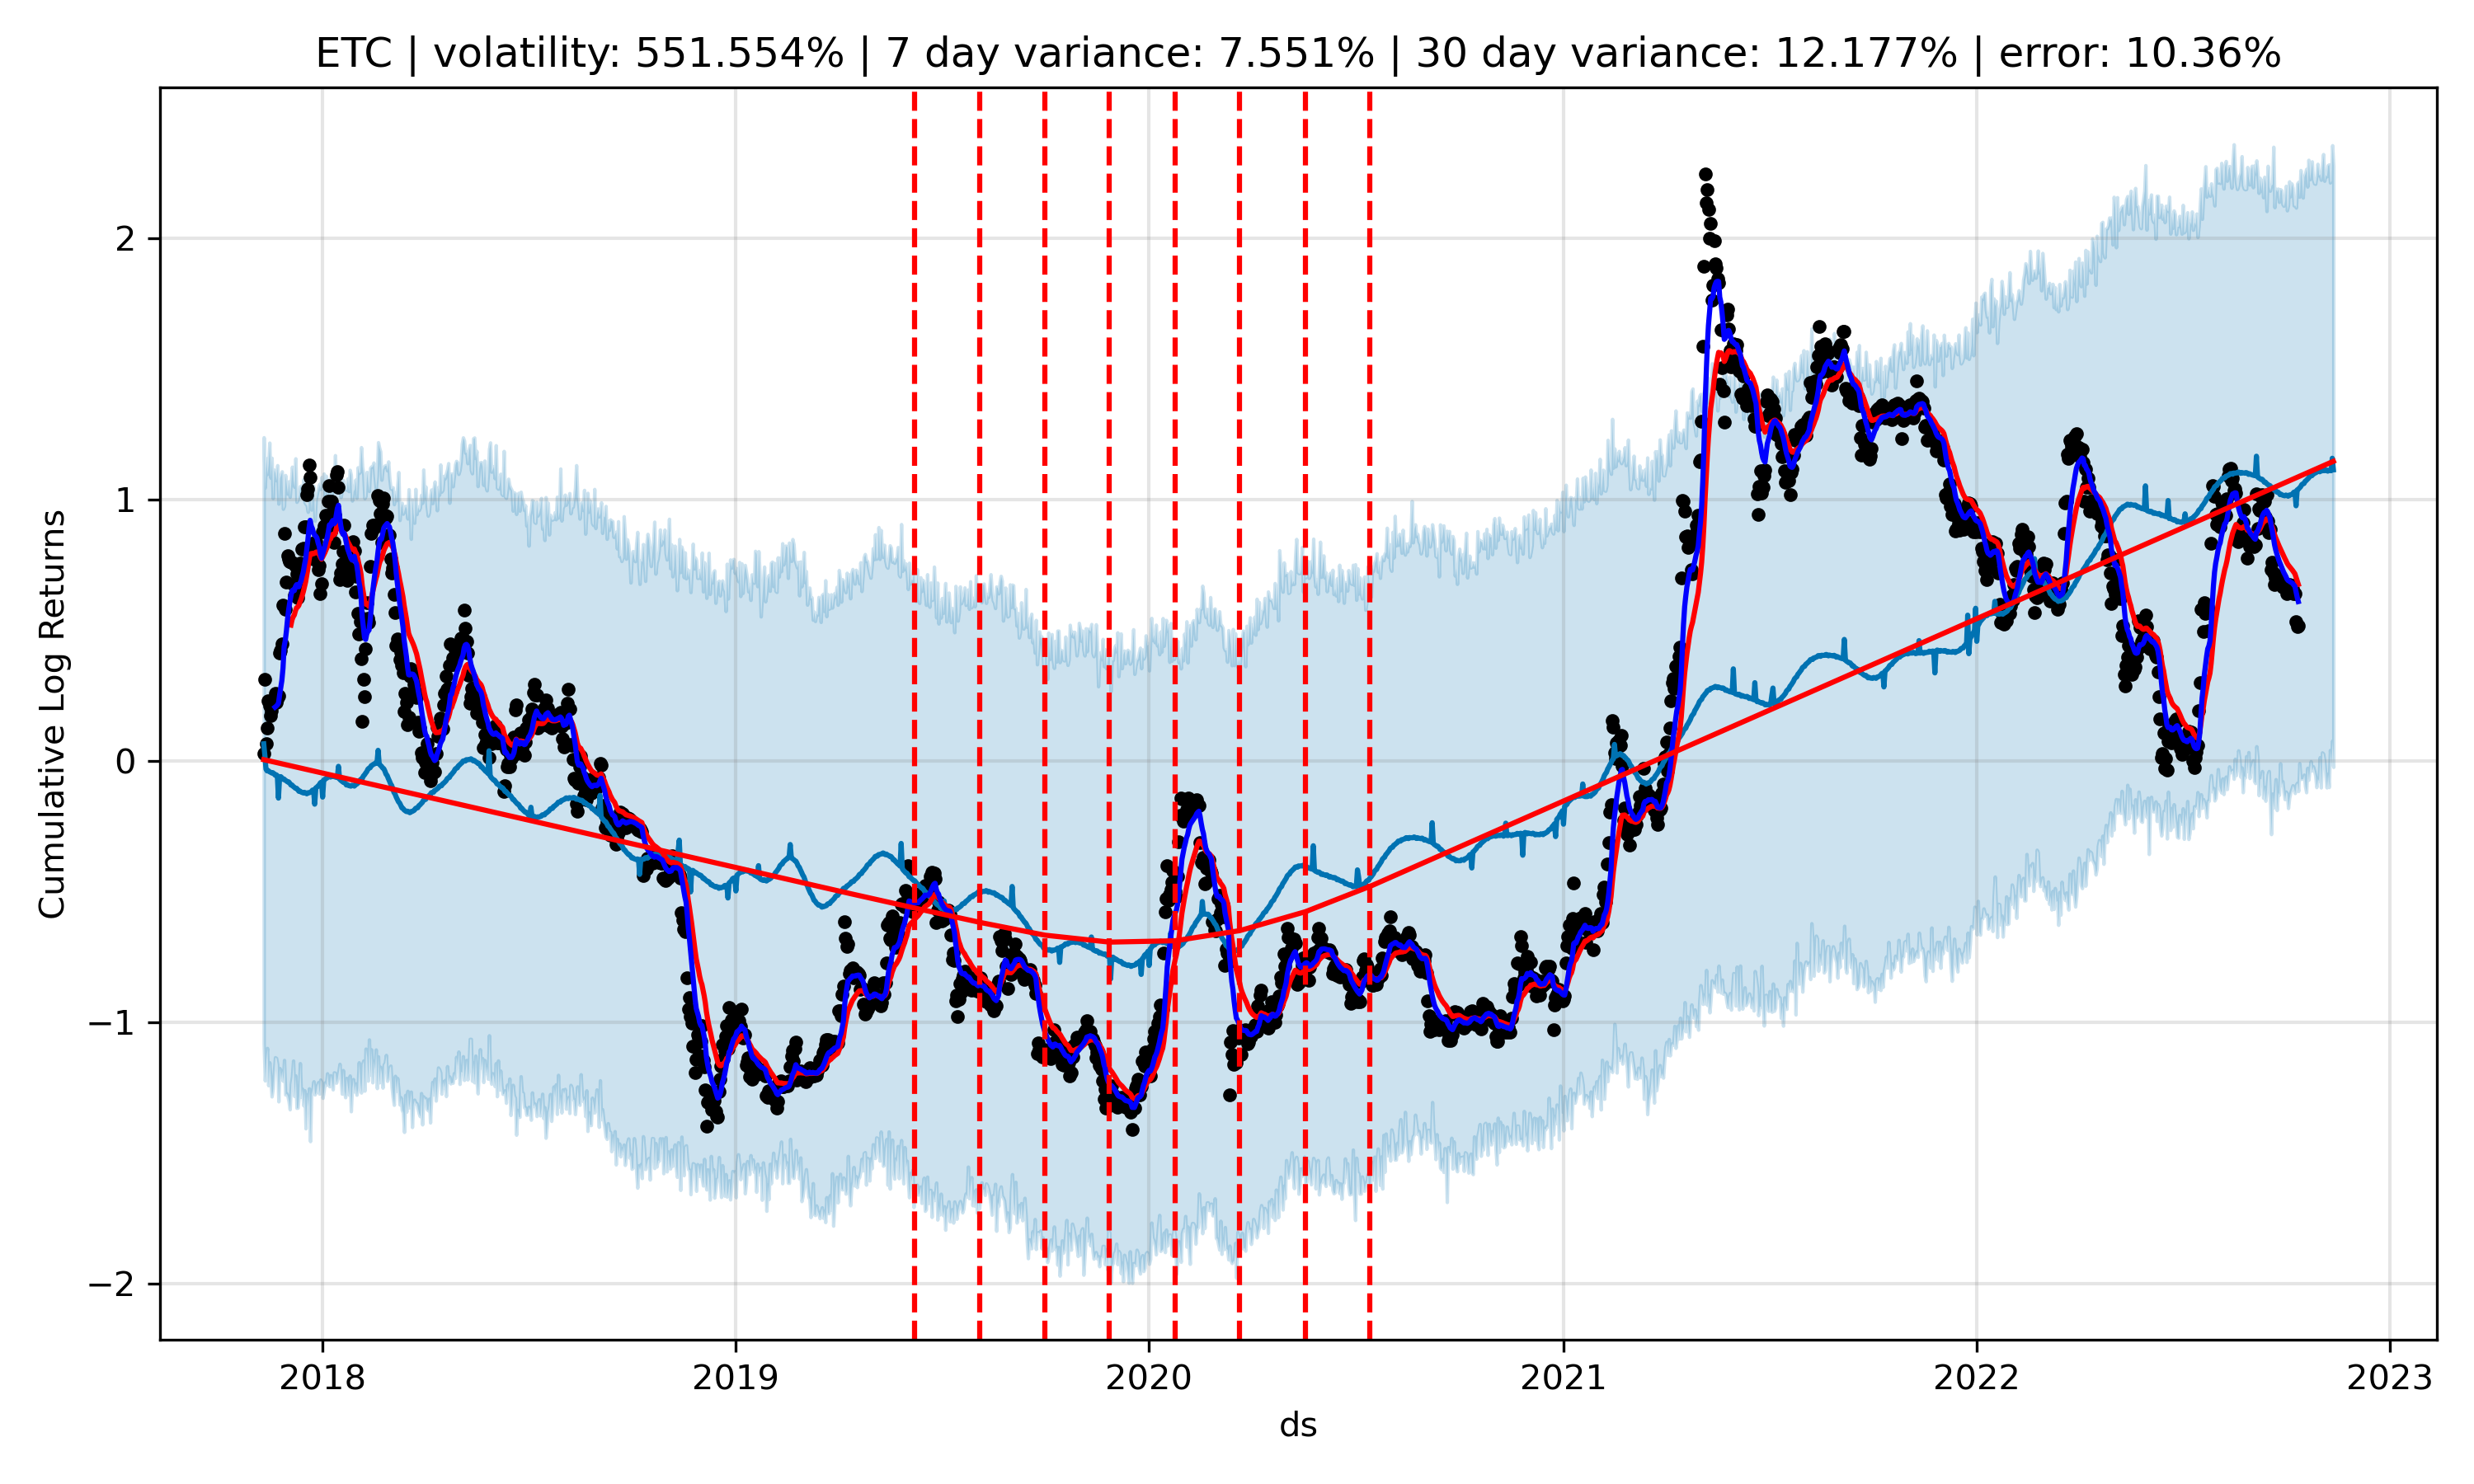 ETC | volatility: 551.554% | 7 day variance: 7.551% | 30 day variance: 12.177% | error: 10.36%
Cumulative Log Returns
2
1
0
−1
−2
2018 2019 2020 2021 2022 2023
ds